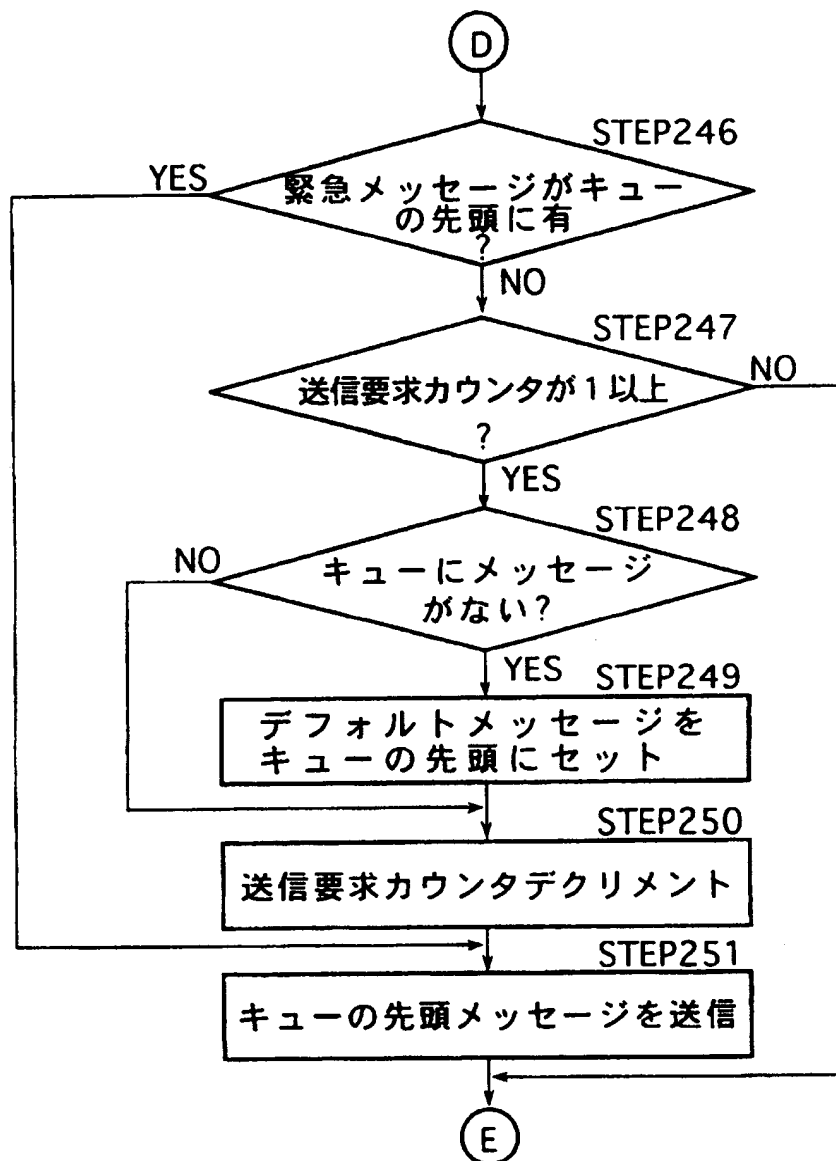 D
STEP246
YES
緊急メッセージがキュー
の先頭に有
?
NO
STEP247
NO
送信要求カウンタが1以上
?
YES
STEP248
NO
キューにメッセージ
がない?
YES
STEP249
デフォルトメッセージを
キューの先頭にセット
STEP250
送信要求カウンタデクリメント
STEP251
キューの先頭メッセージを送信
E